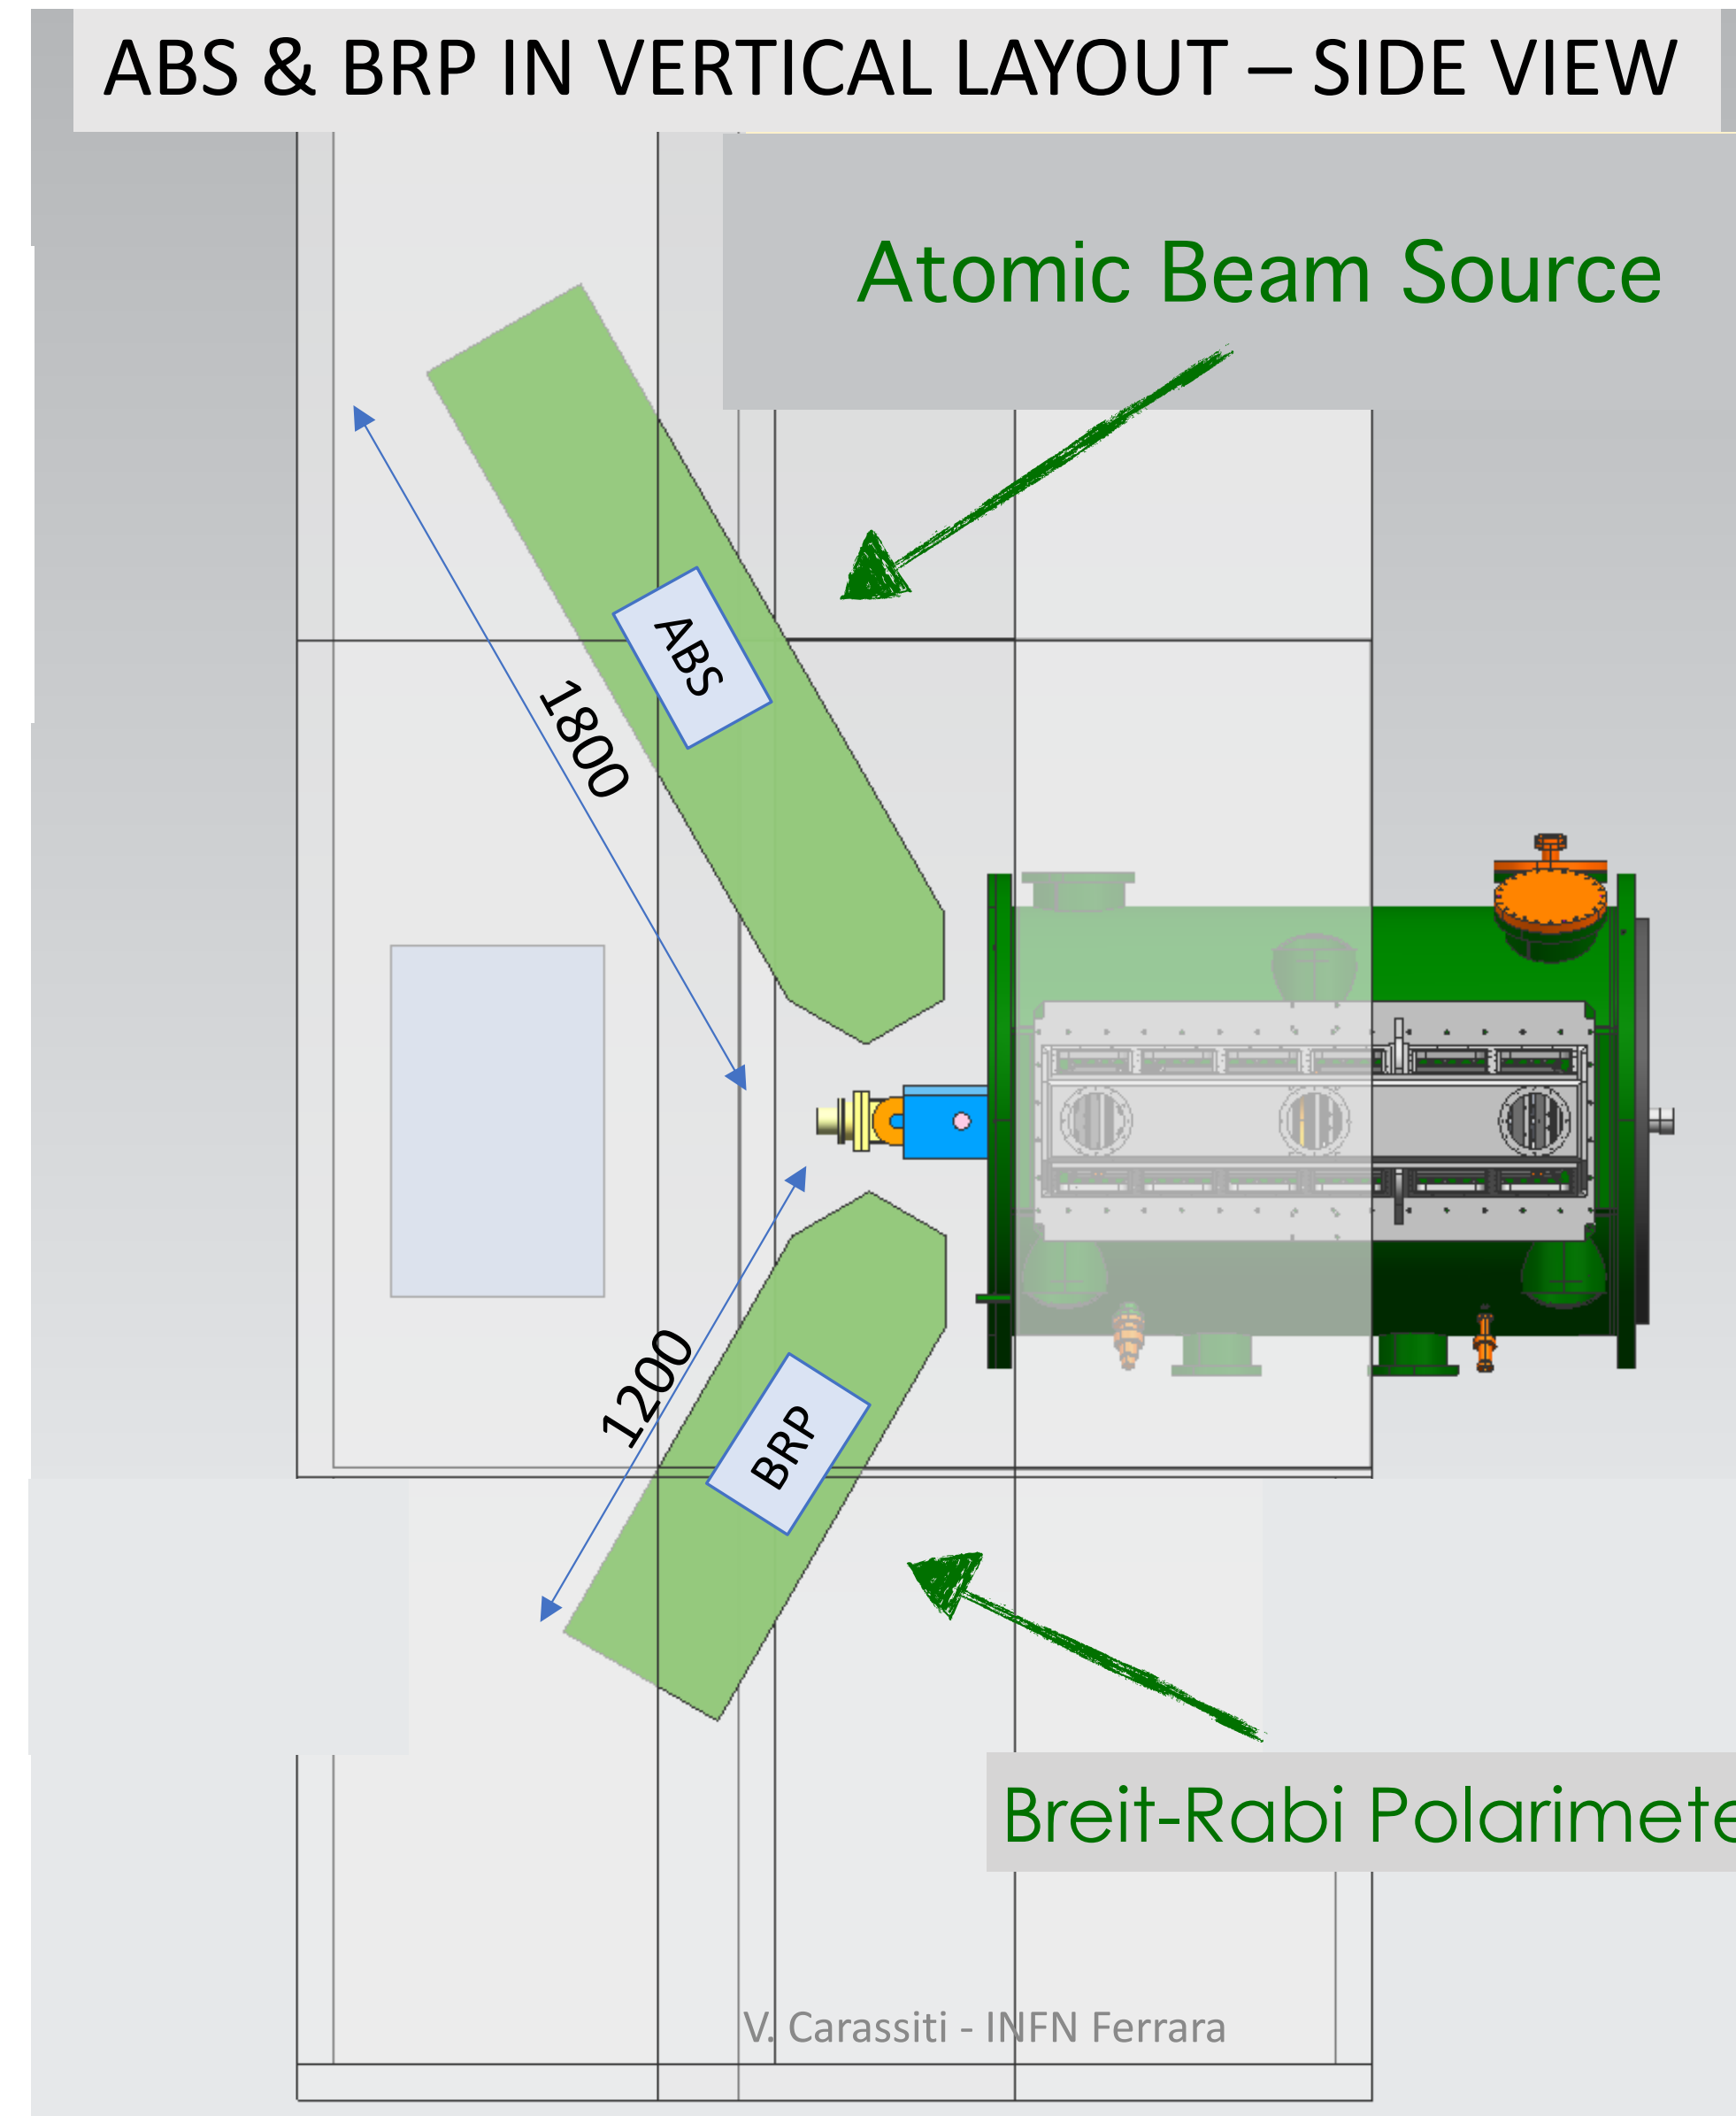 ABS & BRP IN VERTICAL LAYOUT – SIDE VIEW
Atomic Beam Source
ABS
1800
1200
BRP
Breit-Rabi Polarimete
V. Carassiti - INFN Ferrara